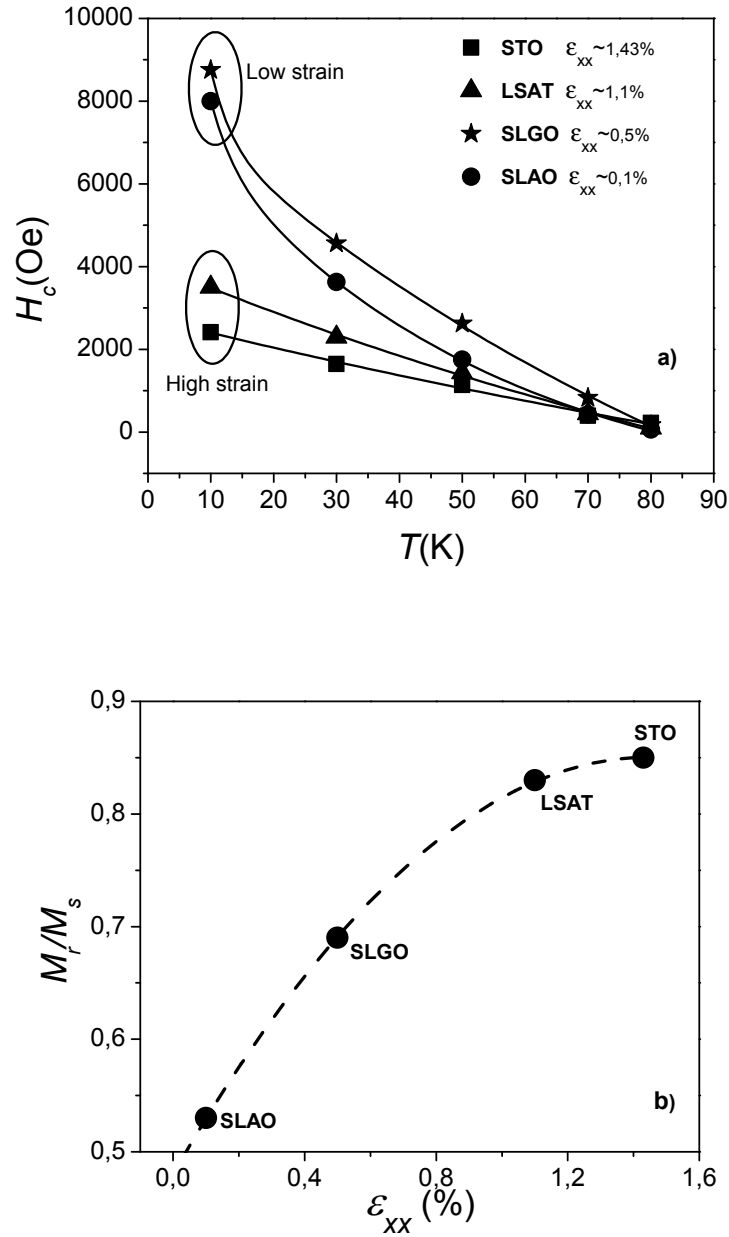 10000
8000
6000
4000
2000
0
H_c(Oe)
Low strain
High strain
STO ε_xx~1,43%
LSAT ε_xx~1,1%
SLGO ε_xx~0,5%
SLAO ε_xx~0,1%
a)
0 10 20 30 40 50 60 70 80 90
T(K)
0,9
0,8
0,7
0,6
0,5
M_r/M_s
STO
LSAT
SLGO
SLAO
b)
0,0 0,4 0,8 1,2 1,6
ε_xx (%)